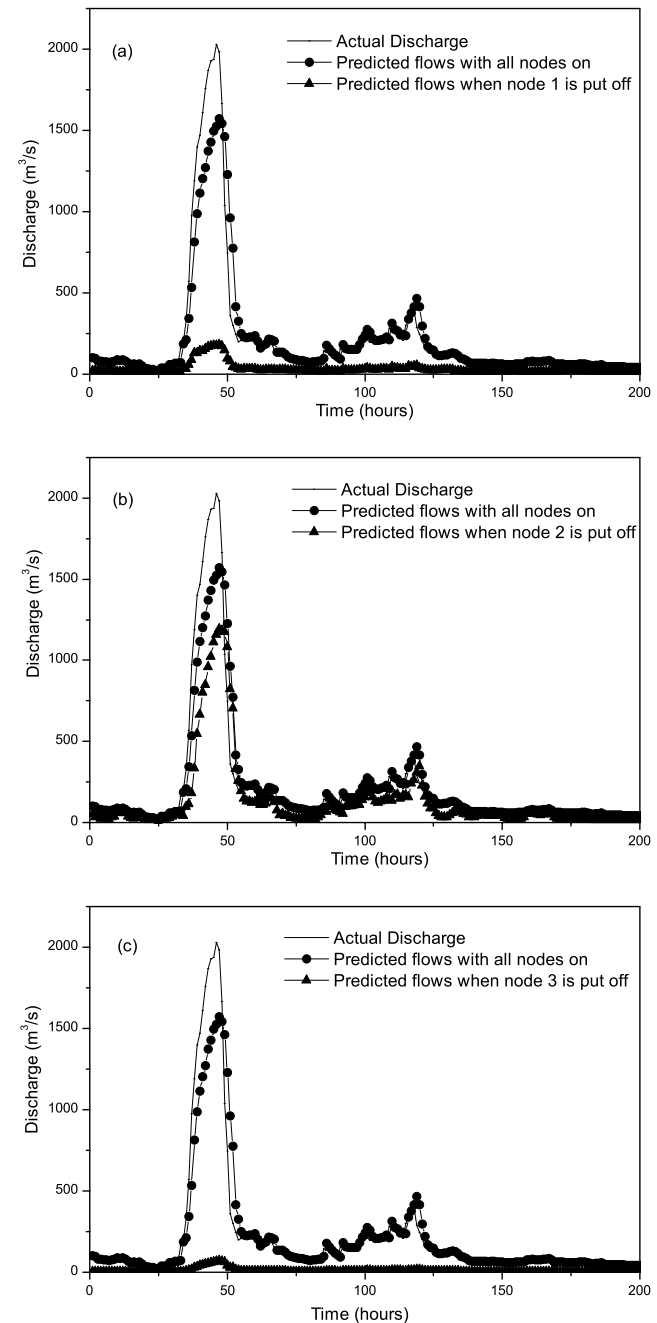 (a)
Actual Discharge
Predicted flows with all nodes on
Predicted flows when node 1 is put off
2000
1500
1000
500
0
Discharge (m³/s)
0 50 100 150 200
Time (hours)
(b)
Actual Discharge
Predicted flows with all nodes on
Predicted flows when node 2 is put off
2000
1500
1000
500
0
Discharge (m³/s)
0 50 100 150 200
Time (hours)
(c)
Actual Discharge
Predicted flows with all nodes on
Predicted flows when node 3 is put off
2000
1500
1000
500
0
Discharge (m³/s)
0 50 100 150 200
Time (hours)